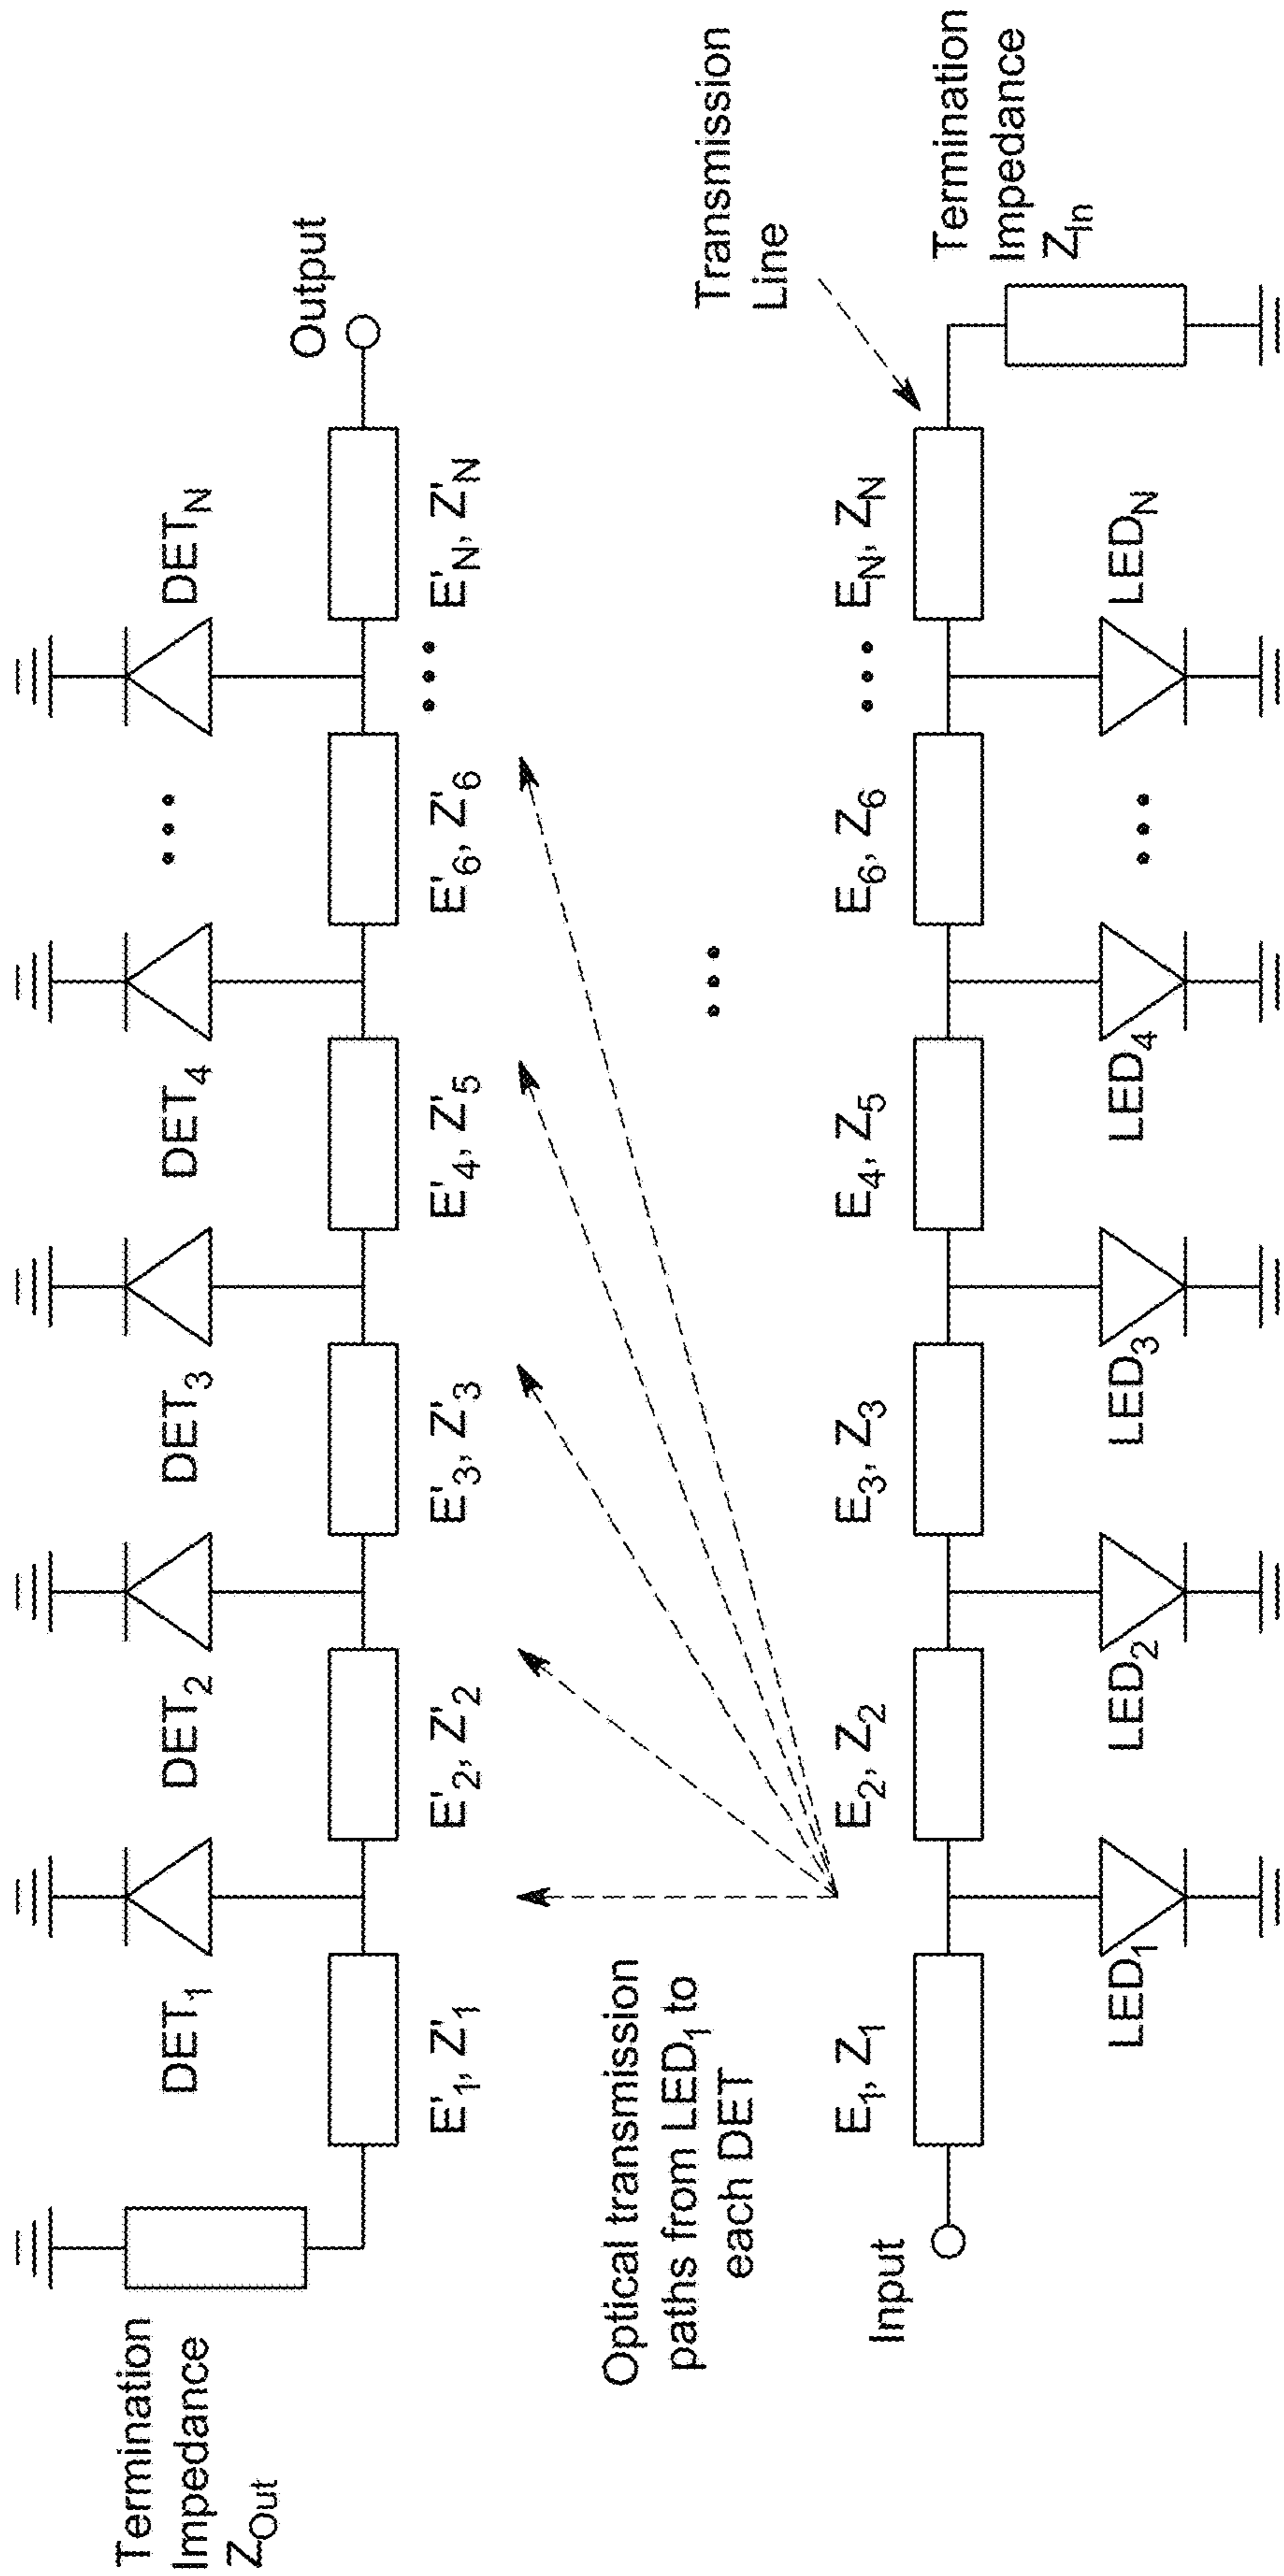 Termination
Impedance
Z_Out
DET_1
DET_2
DET_3
DET_4
DET_N
Output
E'_1, Z'_1
E'_2, Z'_2
E'_3, Z'_3
E'_4, Z'_5
E'_6, Z'_6
E'_N, Z'_N
Optical transmission
paths from LED_1 to
each DET
Transmission
Line
Input
E_1, Z_1
E_2, Z_2
E_3, Z_3
E_4, Z_5
E_6, Z_6
E_N, Z_N
Termination
Impedance
Z_In
LED_1
LED_2
LED_3
LED_4
LED_N